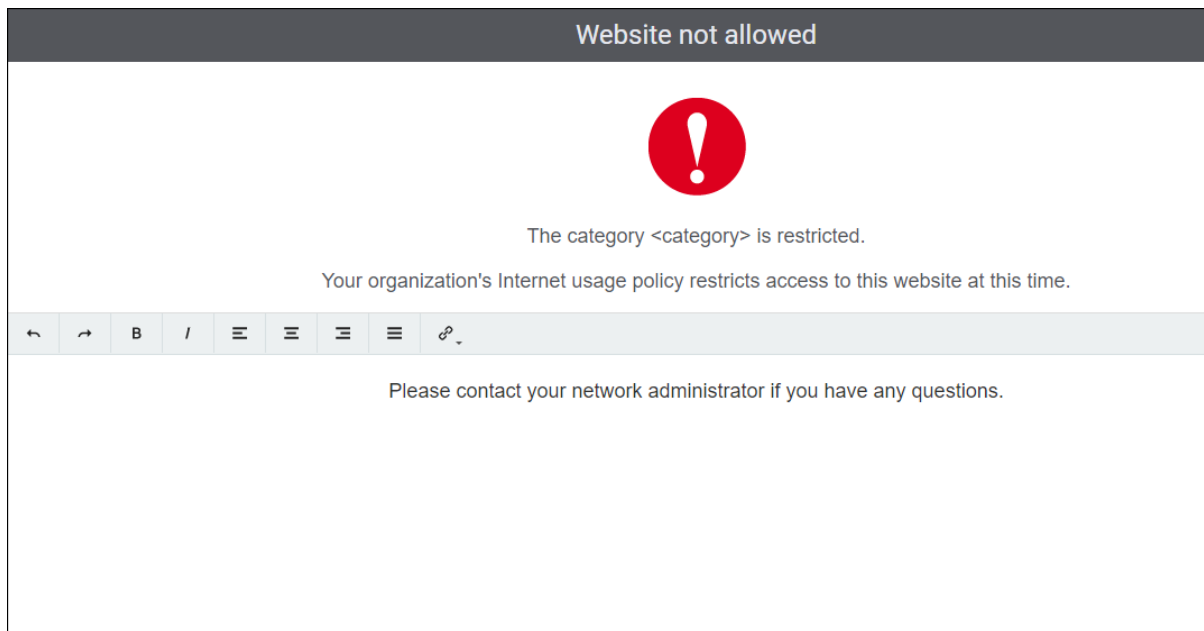 Website not allowed
The category <category> is restricted.
Your organization's Internet usage policy restricts access to this website at this time.
B I
Please contact your network administrator if you have any questions.